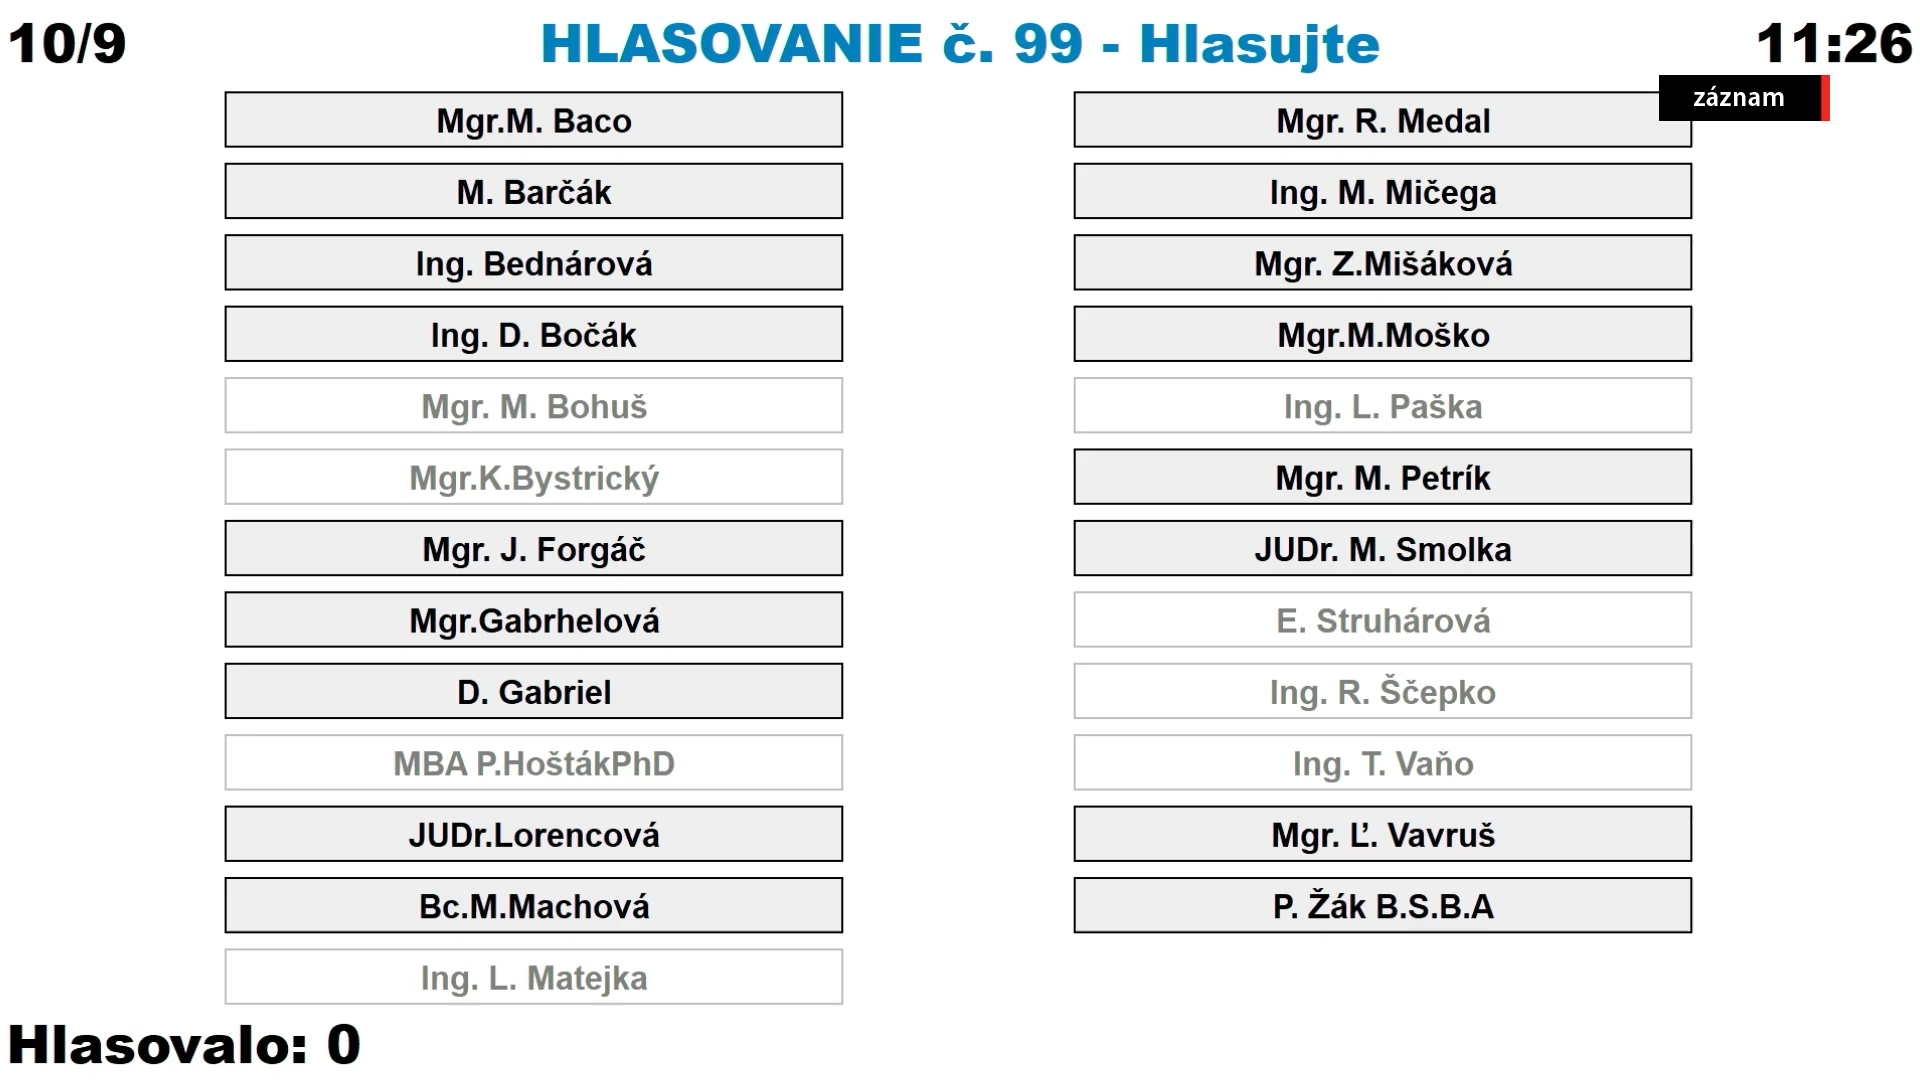 10/9
HLASOVANIE č. 99 - Hlasujte
11:26
záznam
Mgr.M. Baco
M. Barčák
Ing. Bednárová
Ing. D. Bočák
Mgr. M. Bohuš
Mgr.K.Bystrický
Mgr. J. Forgáč
Mgr.Gabrhelová
D. Gabriel
MBA P.HoštákPhD
JUDr.Lorencová
Bc.M.Machová
Ing. L. Matejka
Mgr. R. Medal
Ing. M. Mičega
Mgr. Z.Mišáková
Mgr.M.Moško
Ing. L. Paška
Mgr. M. Petrík
JUDr. M. Smolka
E. Struhárová
Ing. R. Ščepko
Ing. T. Vaňo
Mgr. Ľ. Vavruš
P. Žák B.S.B.A
Hlasovalo: 0